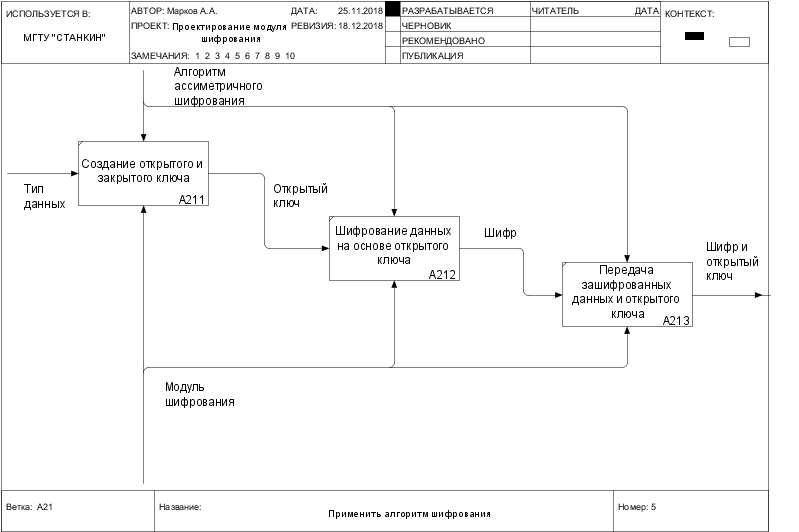 ИСПОЛЬЗУЕТСЯ В:
МГТУ "СТАНКИН"
АВТОР: Марков А.А.
ДАТА: 25.11.2018
ПРОЕКТ: Проектирование модуля
шифрования
РЕВИЗИЯ: 18.12.2018
ЗАМЕЧАНИЯ: 1 2 3 4 5 6 7 8 9 10
РАЗРАБАТЫВАЕТСЯ
ЧЕРНОВИК
РЕКОМЕНДОВАНО
ПУБЛИКАЦИЯ
ЧИТАТЕЛЬ ДАТА
КОНТЕКСТ:
Алгоритм
ассиметричного
шифрования
Создание открытого и
закрытого ключа
A211
Тип
данных
Открытый
ключ
Шифрование данных
на основе открытого
ключа
A212
Шифр
Передача
зашифрованных
данных и открытого
ключа
A213
Шифр и
открытый
ключ
Модуль
шифрования
Ветка: A21
Название:
Применить алгоритм шифрования
Номер: 5